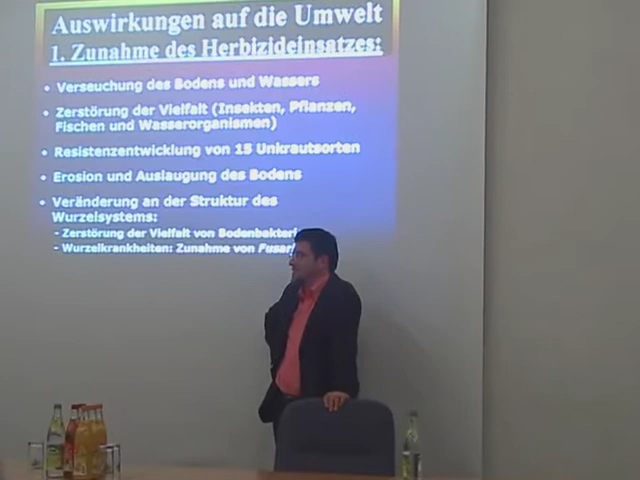 Auswirkungen auf die Umwelt
1. Zunahme des Herbizideinsatzes:
• Verseuchung des Bodens und Wassers
• Zerstörung der Vielfalt (Insekten, Pflanzen,
Fischen und Wasserorganismen)
• Resistenzentwicklung von 15 Unkrautsorten
• Erosion und Auslaugung des Bodens
• Veränderung an der Struktur des
Wurzelsystems:
- Zerstörung der Vielfalt von Bodenbakteri
- Wurzelkrankheiten: Zunahme von Fusar